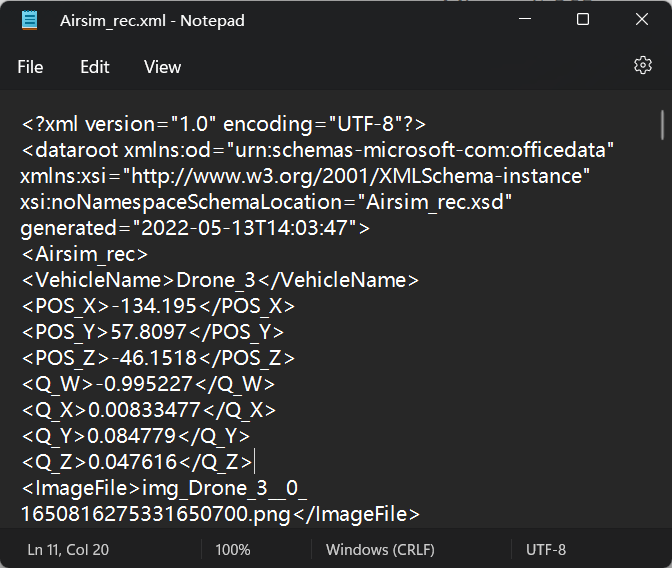 Airsim_rec.xml - Notepad
File Edit View
<?xml version="1.0" encoding="UTF-8"?>
<dataroot xmlns:od="urn:schemas-microsoft-com:officedata"
xmlns:xsi="http://www.w3.org/2001/XMLSchema-instance"
xsi:noNamespaceSchemaLocation="Airsim_rec.xsd"
generated="2022-05-13T14:03:47">
<Airsim_rec>
<VehicleName>Drone_3</VehicleName>
<POS_X>-134.195</POS_X>
<POS_Y>57.8097</POS_Y>
<POS_Z>-46.1518</POS_Z>
<Q_W>-0.995227</Q_W>
<Q_X>0.00833477</Q_X>
<Q_Y>0.084779</Q_Y>
<Q_Z>0.047616</Q_Z>
<ImageFile>img_Drone_3__0_
1650816275331650700.png</ImageFile>
Ln 11, Col 20 100% Windows (CRLF) UTF-8